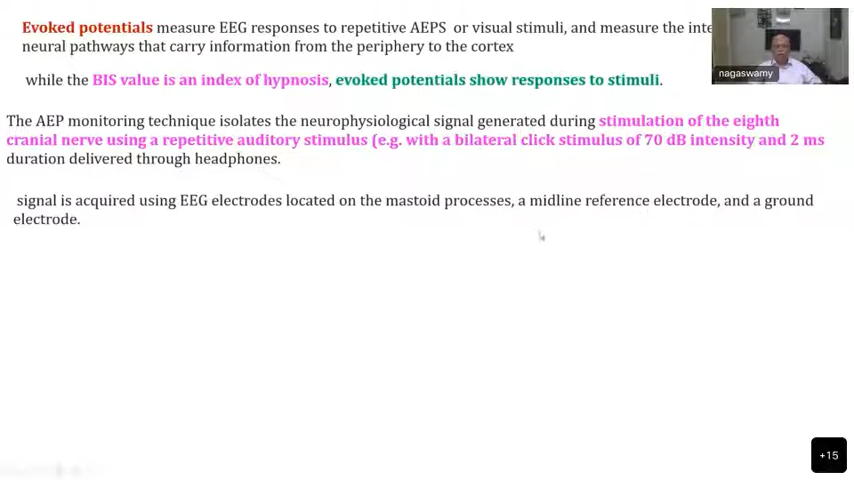 Evoked potentials measure EEG responses to repetitive AEPS or visual stimuli, and measure the
neural pathways that carry information from the periphery to the cortex
while the BIS value is an index of hypnosis, evoked potentials show responses to stimuli.
The AEP monitoring technique isolates the neurophysiological signal generated during stimulation of the eighth
cranial nerve using a repetitive auditory stimulus (e.g. with a bilateral click stimulus of 70 dB intensity and 2 ms
duration delivered through headphones.
signal is acquired using EEG electrodes located on the mastoid processes, a midline reference electrode, and a ground
electrode.
nagaswamy
+15